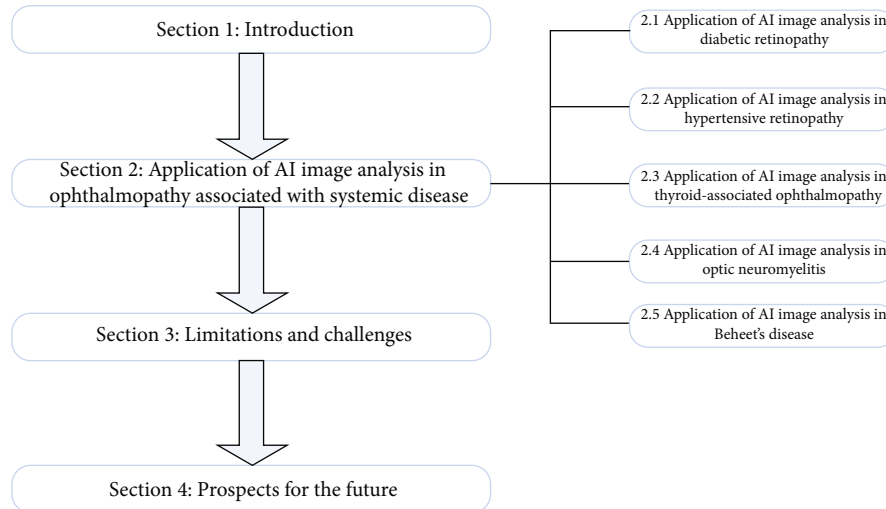 Section 1: Introduction
Section 2: Application of AI image analysis in
ophthalmopathy associated with systemic disease
Section 3: Limitations and challenges
Section 4: Prospects for the future
2.1 Application of AI image analysis in
diabetic retinopathy
2.2 Application of AI image analysis in
hypertensive retinopathy
2.3 Application of AI image analysis in
thyroid-associated ophthalmopathy
2.4 Application of AI image analysis in
optic neuromyelitis
2.5 Application of AI image analysis in
Beheet's disease